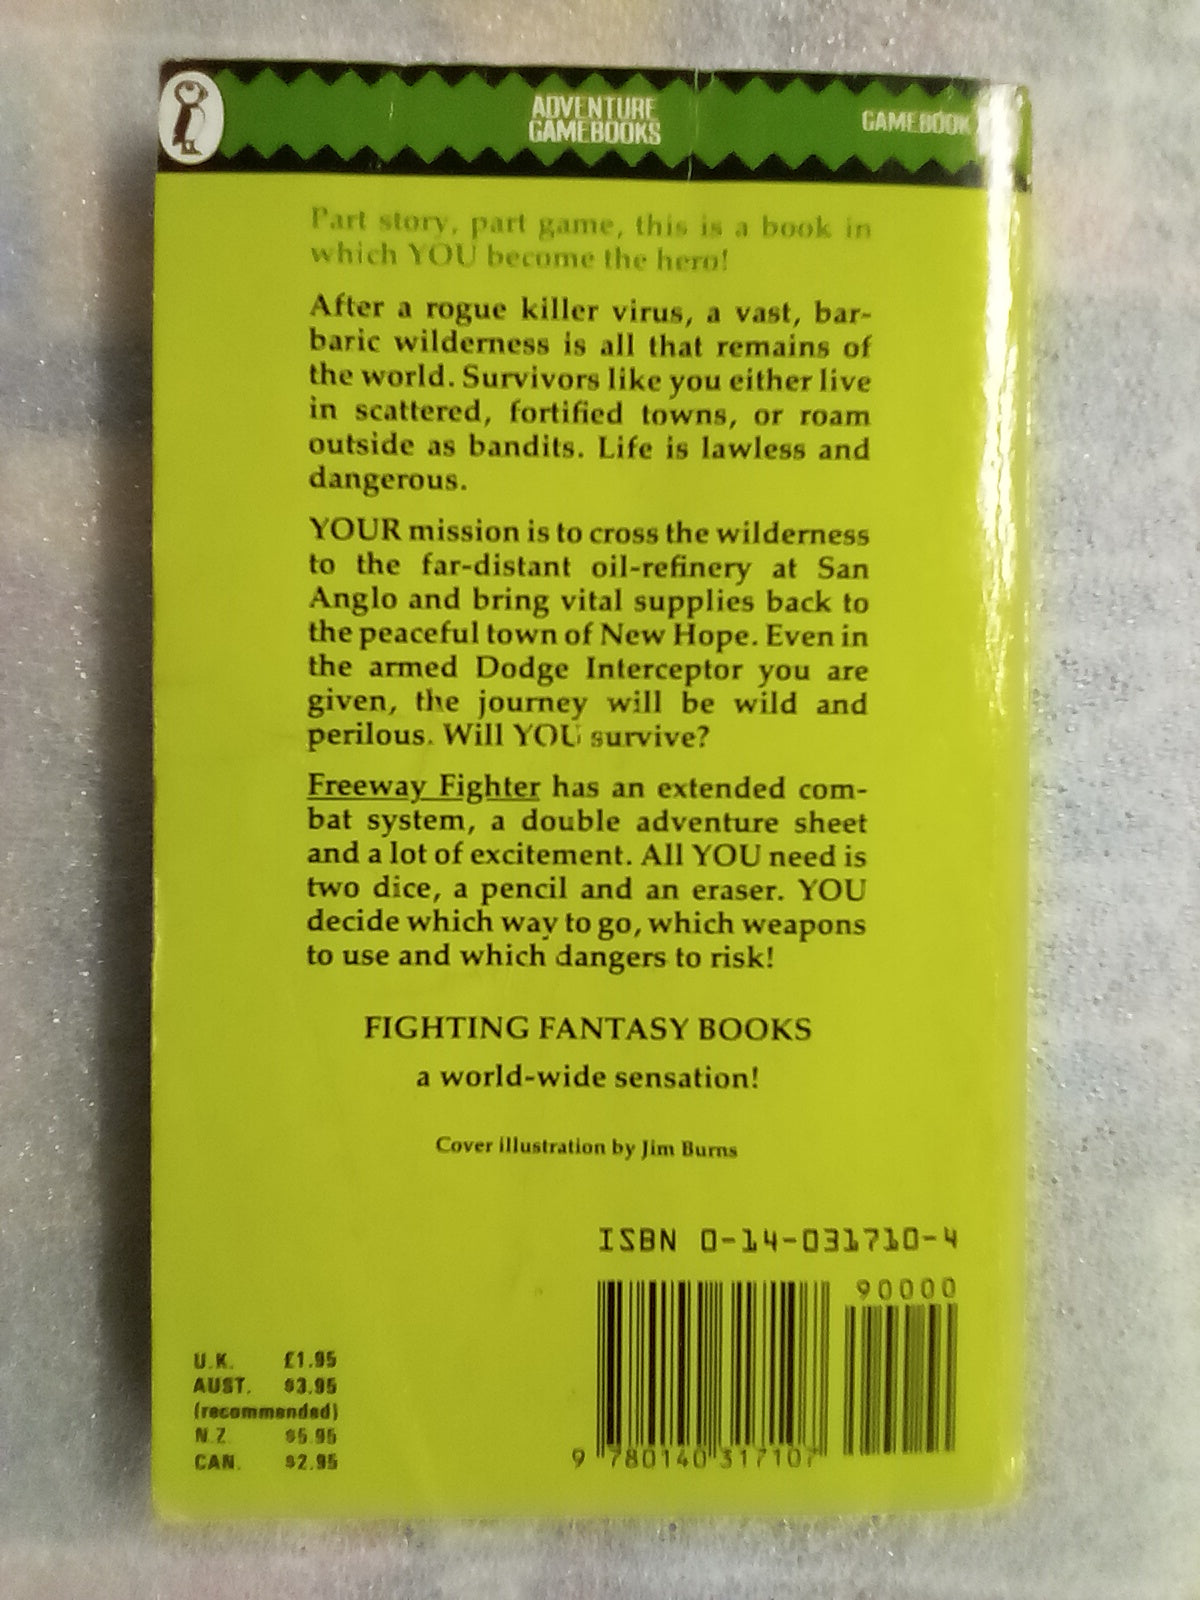 ADVENTURE
GAMEBOOKS
GAMEBOOK
Part story, part game, this is a book in
which YOU become the hero!
After a rogue killer virus, a vast, bar-
baric wilderness is all that remains of
the world. Survivors like you either live
in scattered, fortified towns, or roam
outside as bandits. Life is lawless and
dangerous.
YOUR mission is to cross the wilderness
to the far-distant oil-refinery at San
Anglo and bring vital supplies back to
the peaceful town of New Hope. Even in
the armed Dodge Interceptor you are
given, the journey will be wild and
perilous. Will YOU survive?
Freeway Fighter has an extended com-
bat system, a double adventure sheet
and a lot of excitement. All YOU need is
two dice, a pencil and an eraser. YOU
decide which way to go, which weapons
to use and which dangers to risk!
FIGHTING FANTASY BOOKS
a world-wide sensation!
Cover illustration by Jim Burns
ISBN 0-14-031710-4
90000
9 780140 317107
U.K. £1.95
AUST. $3.95
(recommended)
N.Z. $5.95
CAN. $2.95